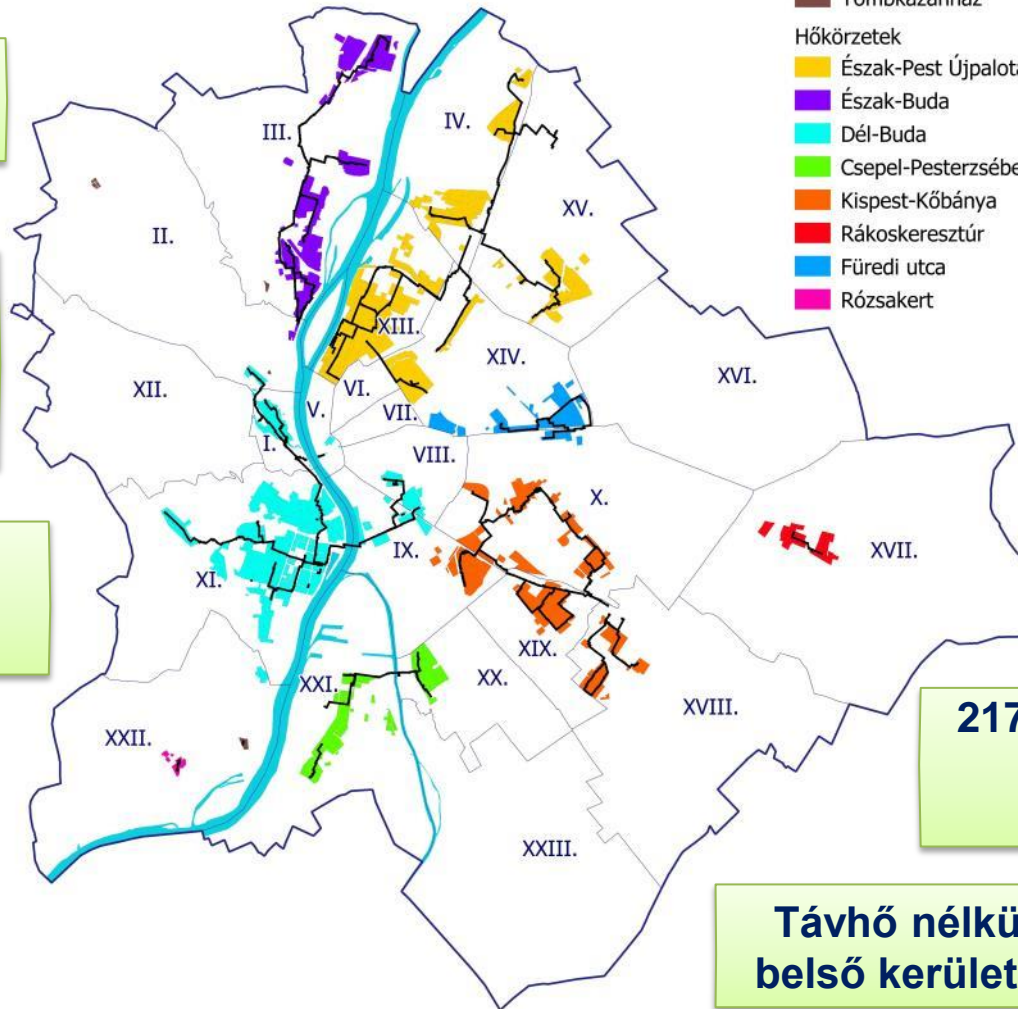 Tömbkazánház
Hőkörzetek
Észak-Pest Újpalota
Észak-Buda
Dél-Buda
Csepel-Pesterzsébe
Kispest-Kőbánya
Rákoskeresztúr
Füredi utca
Rózsakert
III.
IV.
XV.
II.
XIII.
XIV.
XVI.
XII.
VI.
V.
VII.
I.
VIII.
X.
IX.
XVII.
XI.
XIX.
XX.
XXI.
XVIII.
XXII.
XXIII.
217
Távhő nélkü
belső kerület